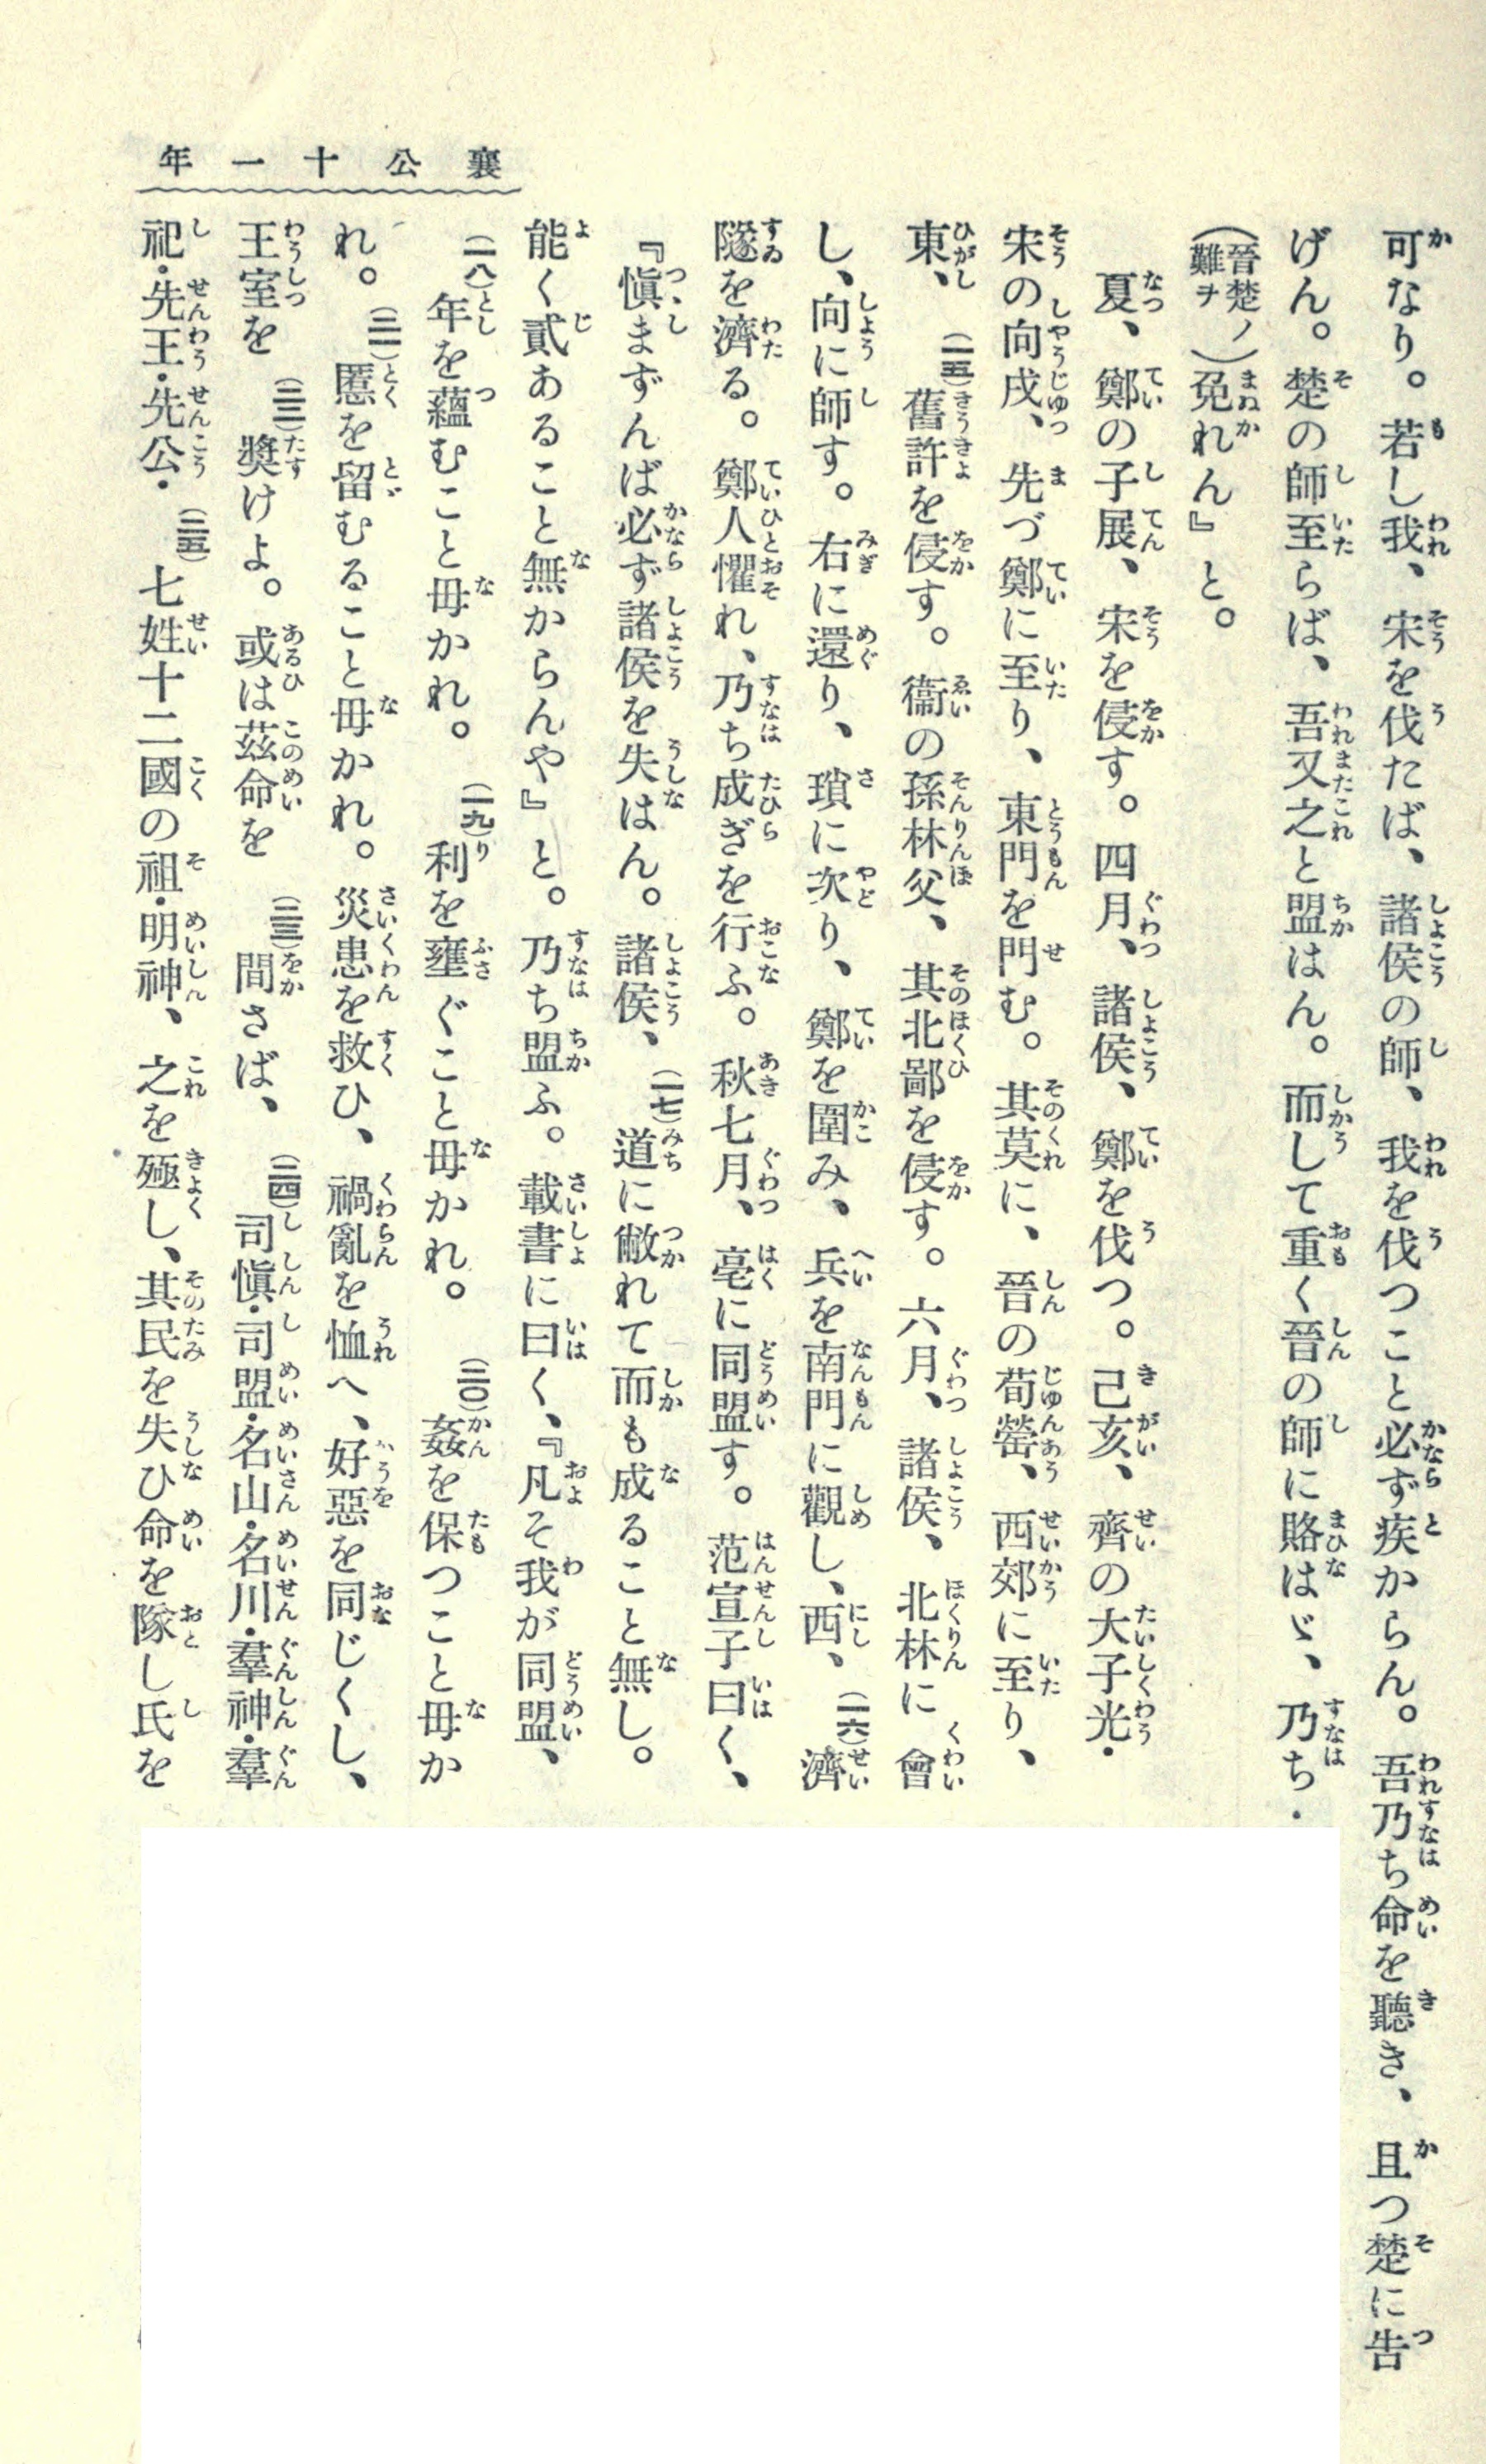 襄公十一年
可なり。若し我、宋を伐たば、諸侯の師、我を伐つこと必ず疾からん。吾乃ち命を聽き、且つ楚に告
げん。楚の師至らば、吾又之と盟はん。而して重く晉の師に賂はゞ、乃ち・
(晉楚ノ難ヲ)免れん』と。
夏、鄭の子展、宋を侵す。四月、諸侯、鄭を伐つ。己亥、齊の大子光・
宋の向戌、先づ鄭に至り、東門を門む。其莫に、晉の荀罃、西郊に至り、
東、(一五)舊許を侵す。衞の孫林父、其北鄙を侵す。六月、諸侯、北林に會
し、向に師す。右に還り、瑣に次り、鄭を圍み、兵を南門に觀し、西、(一六)濟
隧を濟る。鄭人懼れ、乃ち成ぎを行ふ。秋七月、亳に同盟す。范宣子曰く、
『愼まずんば必ず諸侯を失はん。諸侯、(一七)道に敝れて而も成ること無し。
能く貳あること無からんや』と。乃ち盟ふ。載書に曰く、『凡そ我が同盟、
(一八)年を蘊むこと毋かれ。(一九)利を壅ぐこと毋かれ。(二〇)姦を保つこと毋か
れ。(二一)慝を留むること毋かれ。災患を救ひ、禍亂を恤へ、好惡を同じくし、
王室を(二二)奬けよ。或は茲命を(二三)間さば、(二四)司愼・司盟・名山・名川・羣神・羣
祀・先王・先公・(二五)七姓十二國の祖・明神、之を殛し、其民を失ひ命を隊し氏を